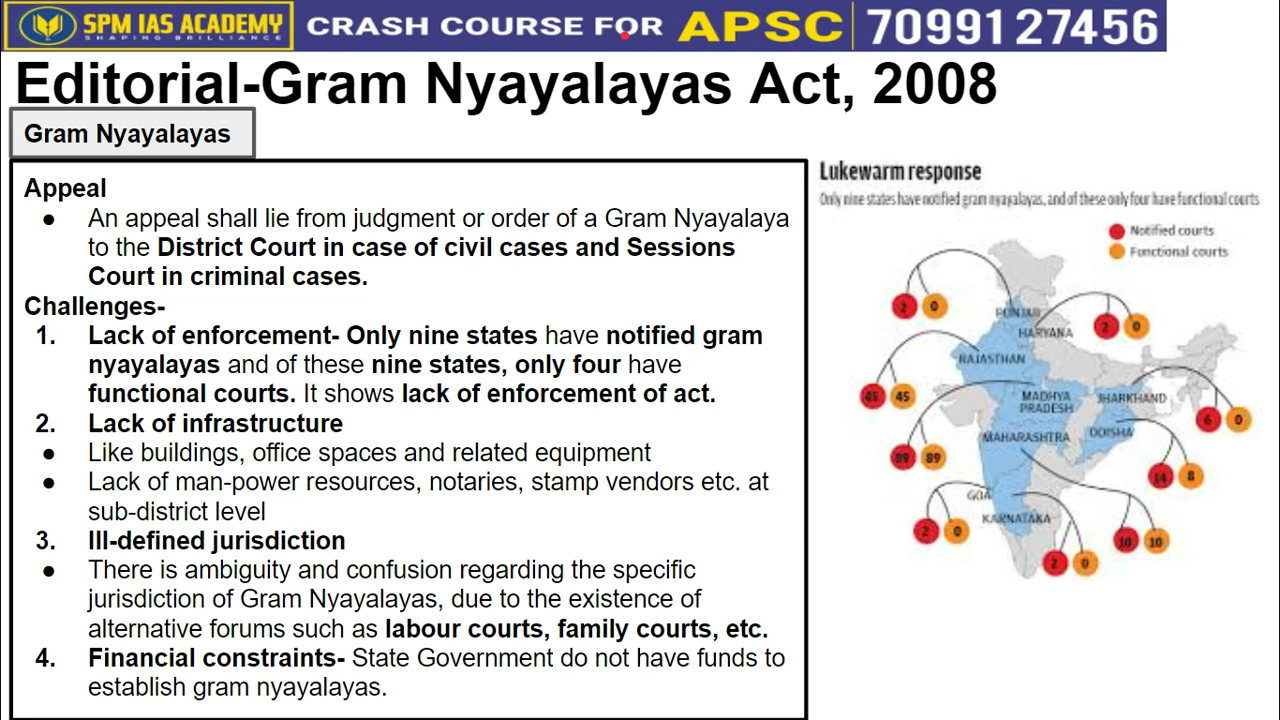 SPM IAS ACADEMY
SHAPING BRILLIANCE
CRASH COURSE FOR APSC 70991 27456
Editorial-Gram Nyayalayas Act, 2008
Gram Nyayalayas
Appeal
● An appeal shall lie from judgment or order of a Gram Nyayalaya
to the District Court in case of civil cases and Sessions
Court in criminal cases.
Challenges-
1. Lack of enforcement- Only nine states have notified gram
nyayalayas and of these nine states, only four have
functional courts. It shows lack of enforcement of act.
2. Lack of infrastructure
● Like buildings, office spaces and related equipment
● Lack of man-power resources, notaries, stamp vendors etc. at
sub-district level
3. Ill-defined jurisdiction
● There is ambiguity and confusion regarding the specific
jurisdiction of Gram Nyayalayas, due to the existence of
alternative forums such as labour courts, family courts, etc.
4. Financial constraints- State Government do not have funds to
establish gram nyayalayas.
Lukewarm response
Only nine states have notified gram nyayalayas, and of these only four have functional courts
Notified courts
Functional courts
2 0
PUNJAB
HARYANA
2 0
RAJASTHAN
45 45
MADHYA
PRADESH
JHARKHAND
6 0
ODISHA
MAHARASHTRA
89 89
14 8
GOA
KARNATAKA
2 0
10 10
2 0